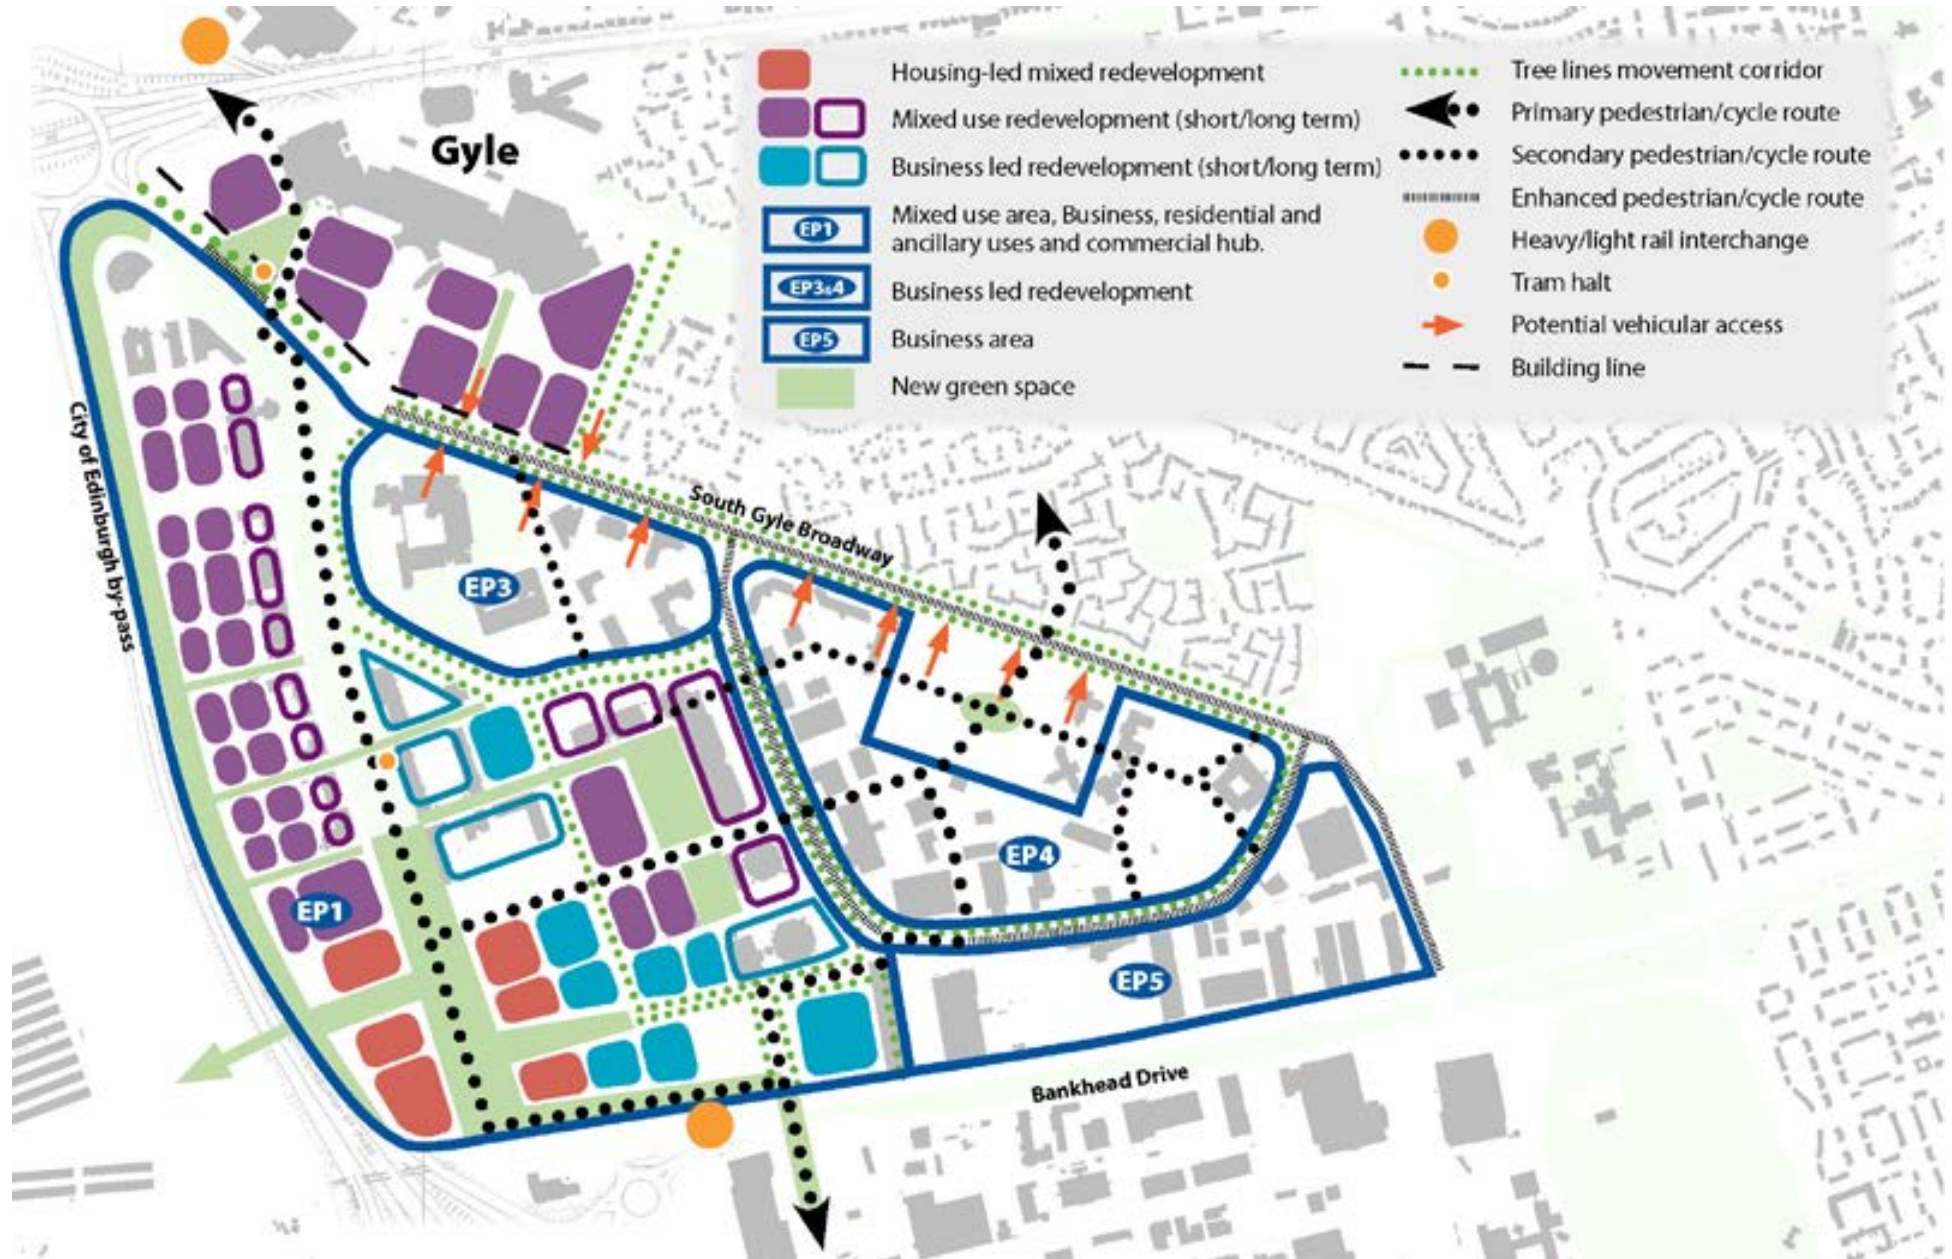 Gyle
Housing-led mixed redevelopment
Mixed use redevelopment (short/long term)
Business led redevelopment (short/long term)
EP1
Mixed use area, Business, residential and
ancillary uses and commercial hub.
EP3&4
Business led redevelopment
EP5
Business area
New green space
Tree lines movement corridor
Primary pedestrian/cycle route
Secondary pedestrian/cycle route
Enhanced pedestrian/cycle route
Heavy/light rail interchange
Tram halt
Potential vehicular access
Building line
City of Edinburgh by-pass
South Gyle Broadway
EP3
EP4
EP1
EP5
Bankhead Drive